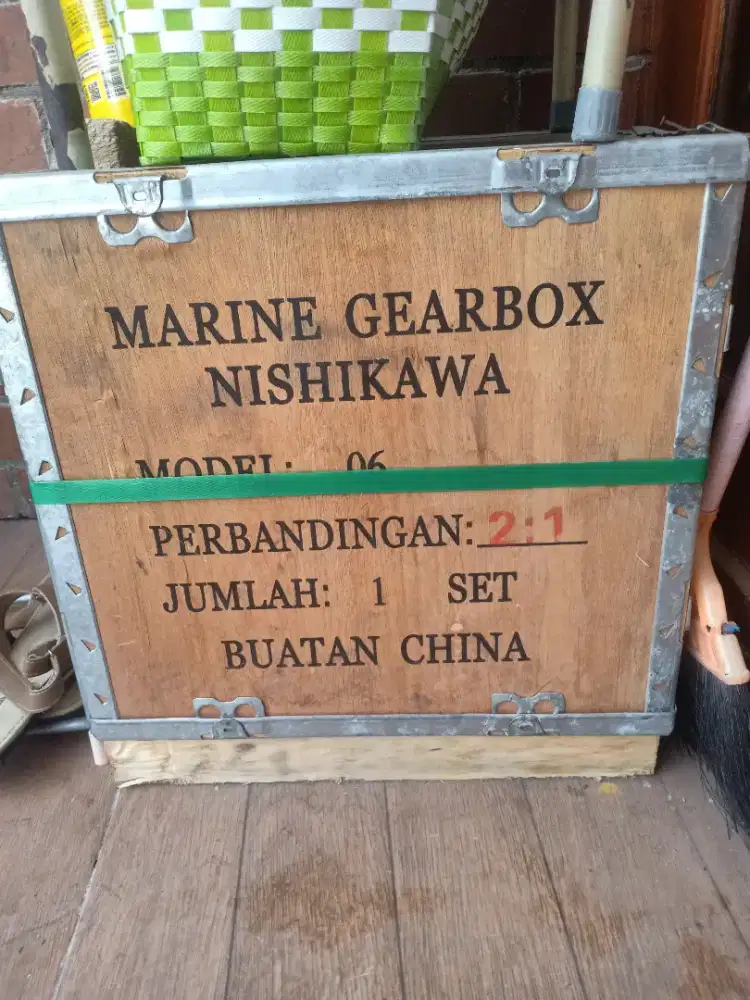 MARINE GEARBOX
NISHIKAWA
MODEL: 06
PERBANDINGAN: 2:1
JUMLAH: 1 SET
BUATAN CHINA